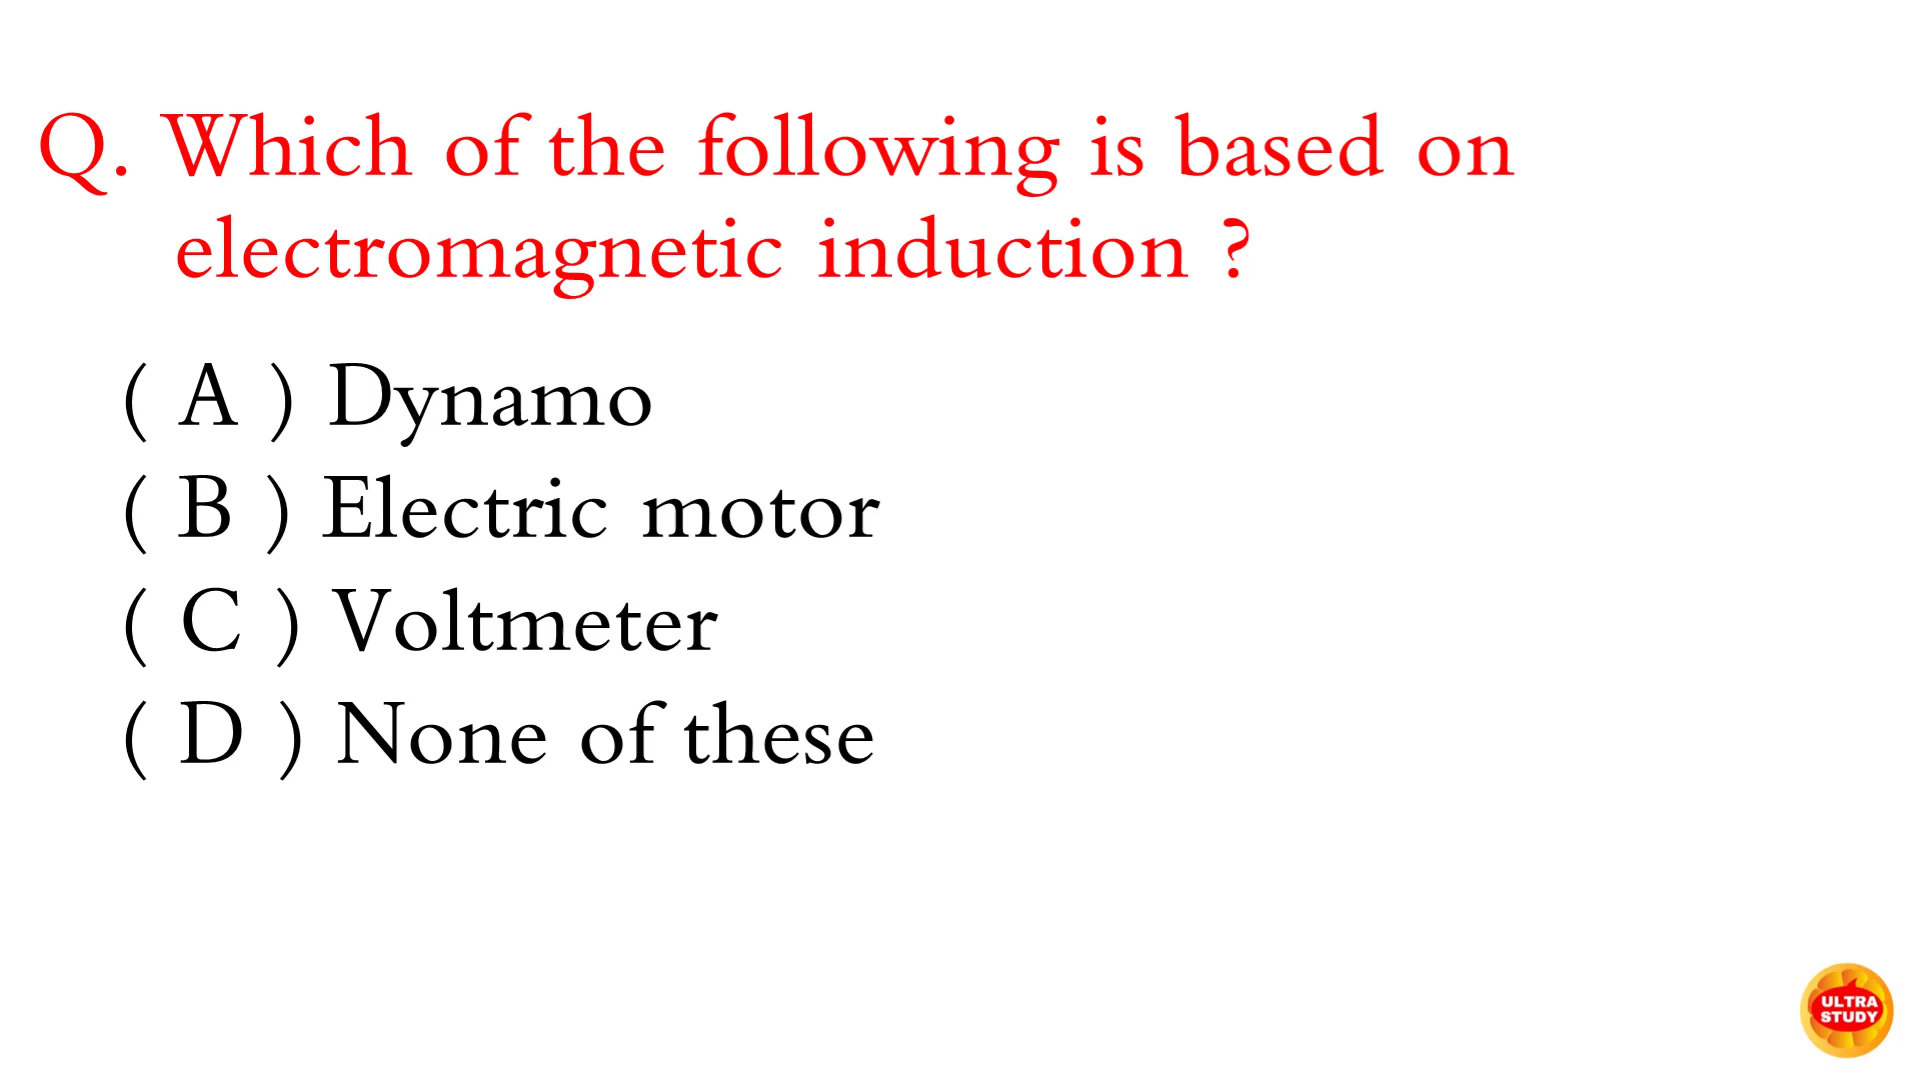 Q. Which of the following is based on
electromagnetic induction ?
( A ) Dynamo
( B ) Electric motor
( C ) Voltmeter
( D ) None of these
ULTRA
STUDY